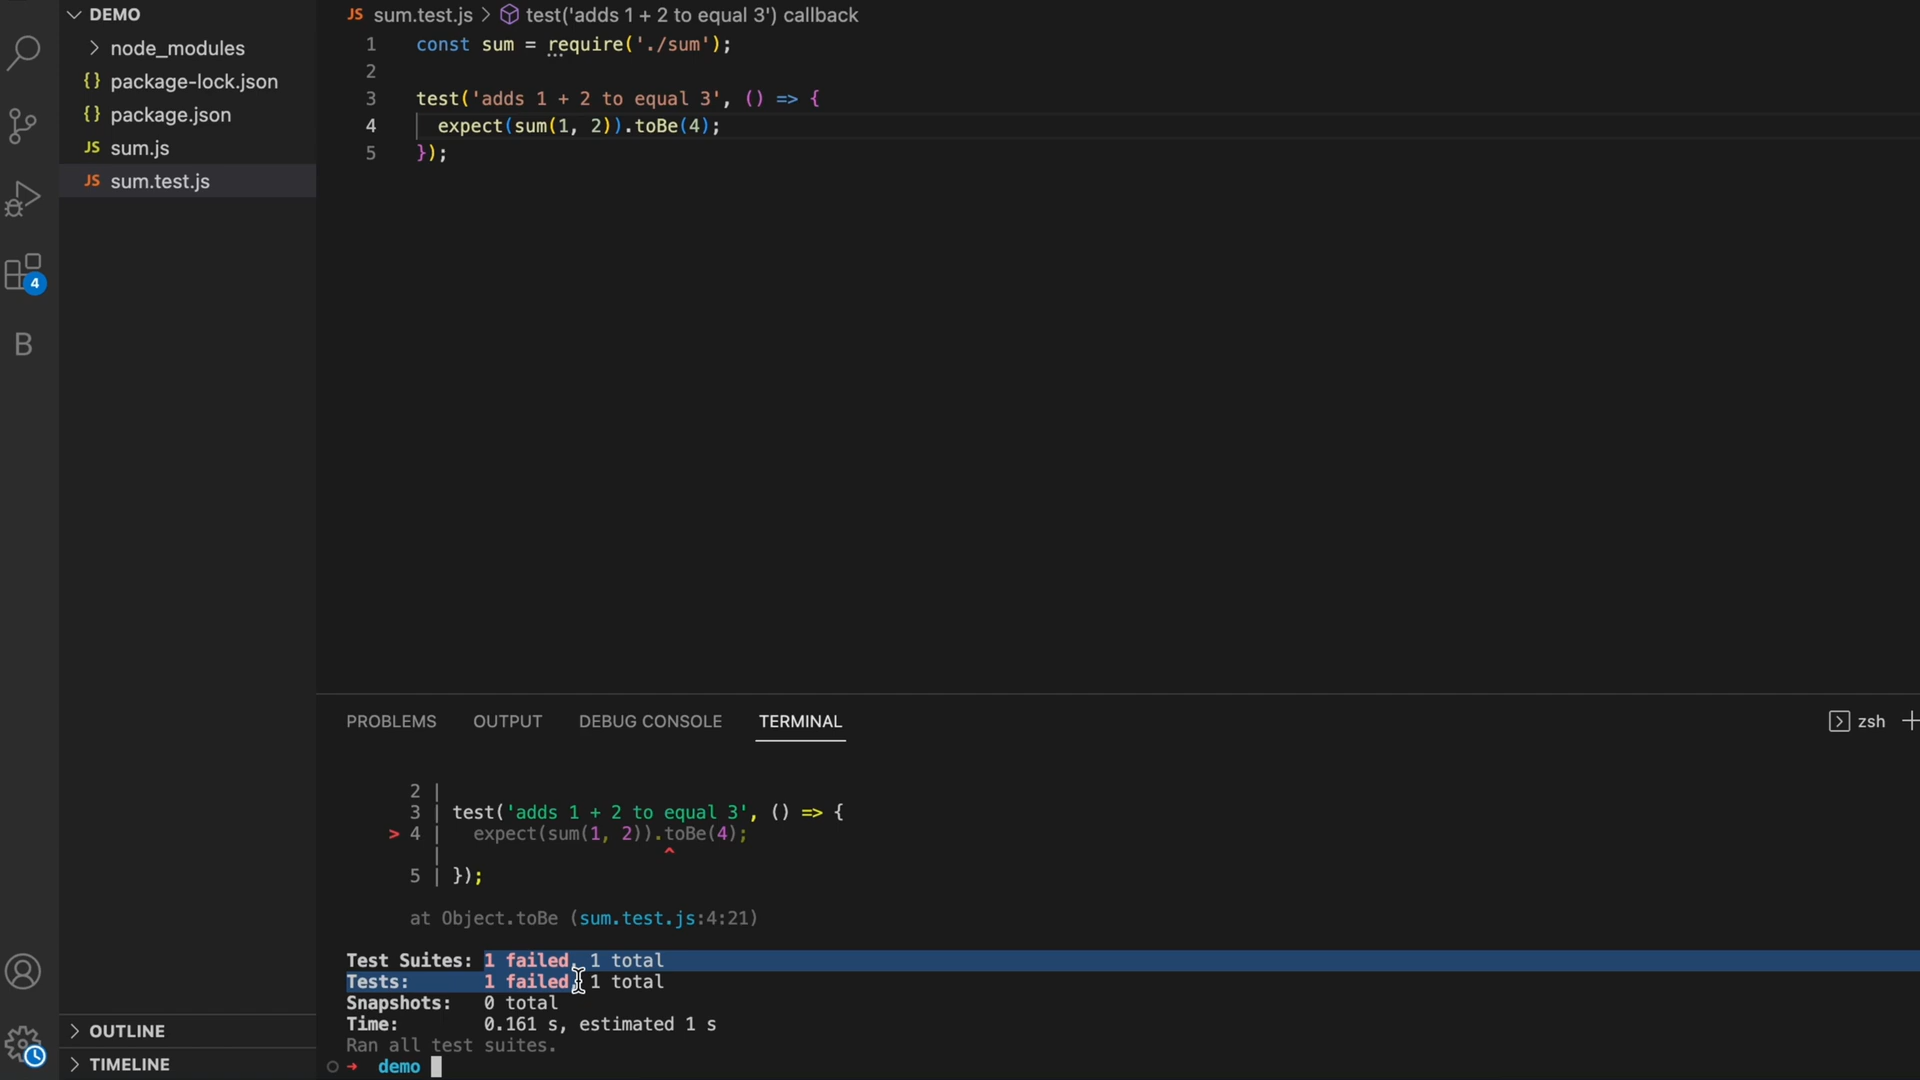 DEMO
node_modules
{} package-lock.json
{} package.json
JS sum.js
JS sum.test.js
4
B
OUTLINE
TIMELINE
JS sum.test.js > test('adds 1 + 2 to equal 3') callback
1 const sum = require('./sum');
2
3 test('adds 1 + 2 to equal 3', () => {
4 expect(sum(1, 2)).toBe(4);
5 });
PROBLEMS OUTPUT DEBUG CONSOLE TERMINAL
zsh
2 |
3 | test('adds 1 + 2 to equal 3', () => {
> 4 | expect(sum(1, 2)).toBe(4);
| ^
5 | });
at Object.toBe (sum.test.js:4:21)
Test Suites: 1 failed, 1 total
Tests: 1 failed, 1 total
Snapshots: 0 total
Time: 0.161 s, estimated 1 s
Ran all test suites.
➜ demo